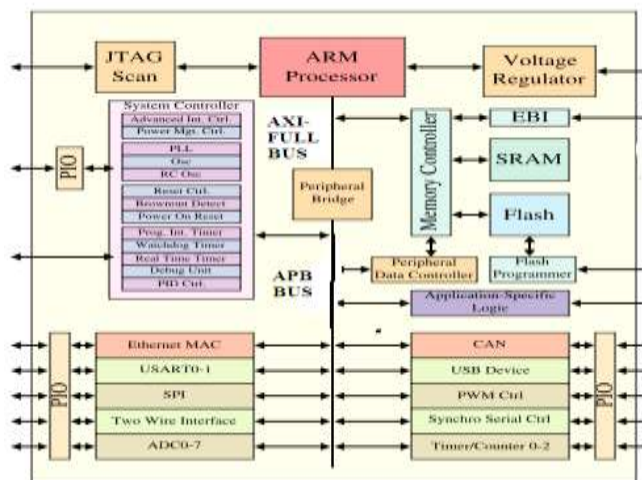 JTAG
Scan
ARM
Processor
Voltage
Regulator
System Controller
Advanced Int. Ctrl.
Power Mgt. Ctrl.
PLL
Osc
RC Osc
Reset Ctrl.
Brownout Detect
Power On Reset
Prog. Int. Timer
Watchdog Timer
Real Time Timer
Debug Unit
PID Ctrl.
PIO
AXI-
FULL
BUS
Peripheral
Bridge
APB
BUS
Memory Controller
EBI
SRAM
Flash
Peripheral
Data Controller
Flash
Programmer
Application-Specific
Logic
PIO
Ethernet MAC
USART0-1
SPI
Two Wire Interface
ADC0-7
CAN
USB Device
PWM Ctrl
Synchro Serial Ctrl
Timer/Counter 0-2
PIO